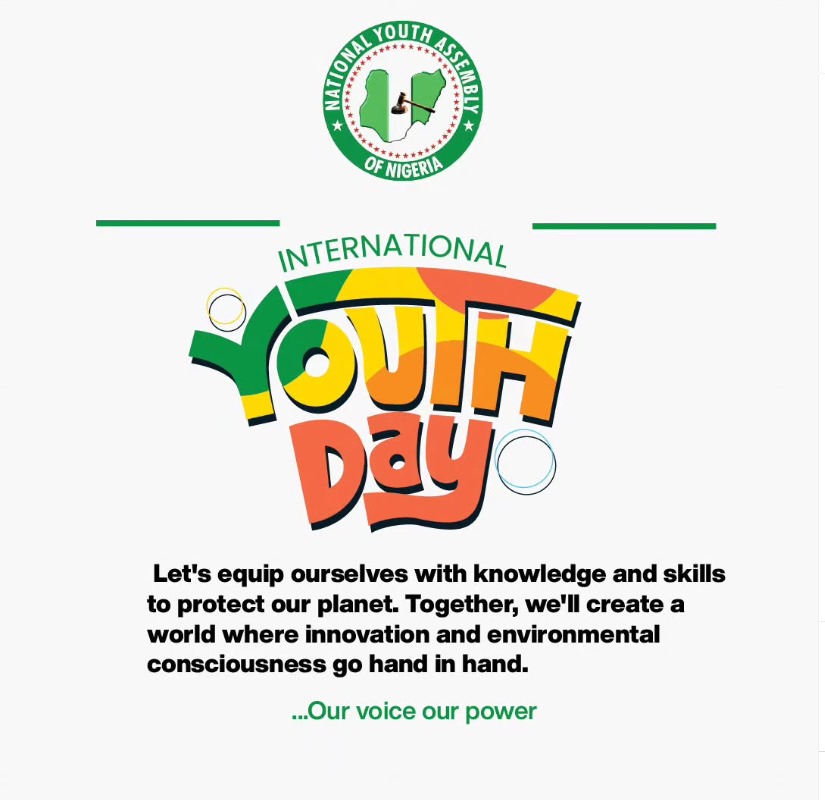 NATIONAL YOUTH ASSEMBLY
OF NIGERIA
INTERNATIONAL
YOUTH
Day
Let's equip ourselves with knowledge and skills
to protect our planet. Together, we'll create a
world where innovation and environmental
consciousness go hand in hand.
...Our voice our power